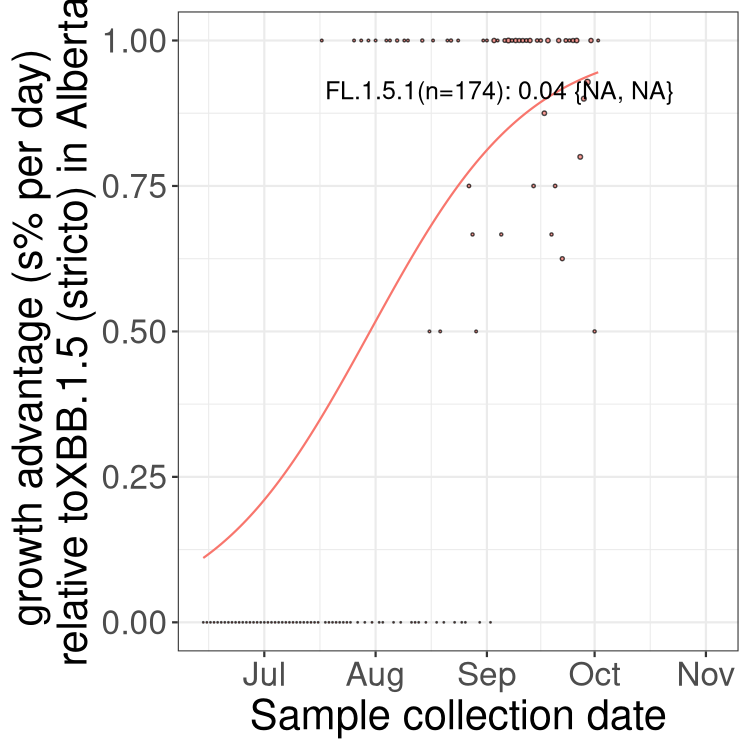 growth advantage (s% per day)
relative toXBB.1.5 (stricto) in Alberta
1.00
0.75
0.50
0.25
0.00
FL.1.5.1(n=174): 0.04 {NA, NA}
Jul Aug Sep Oct Nov
Sample collection date